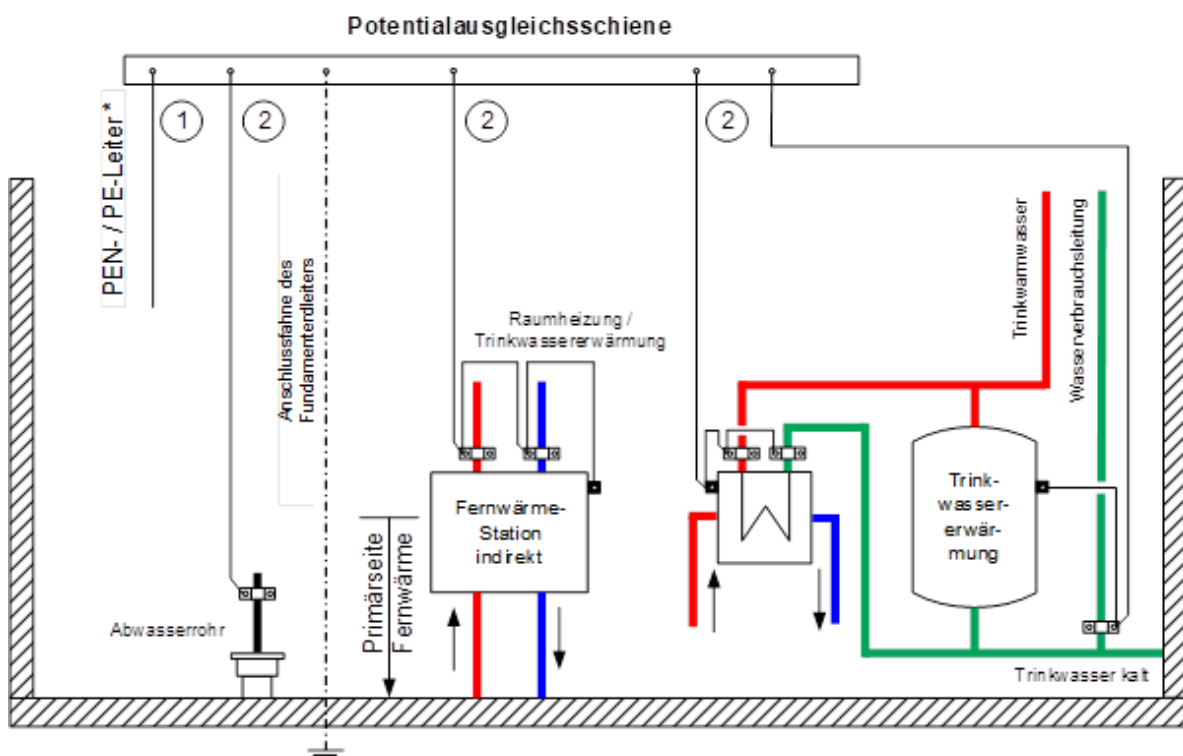 Potentialausgleichsschiene
1
2
2
2
PEN- / PE-Leiter *
Anschlussfahne des
Fundamenterdleiters
Raumheizung /
Trinkwassererwärmung
Trinkwarmwasser
Wasserverbrauchsleitung
Fernwärme-
Station
indirekt
Trink-
wasser-
erwär-
mung
Primärseite
Fernwärme
Abwasserrohr
Trinkwasser kalt